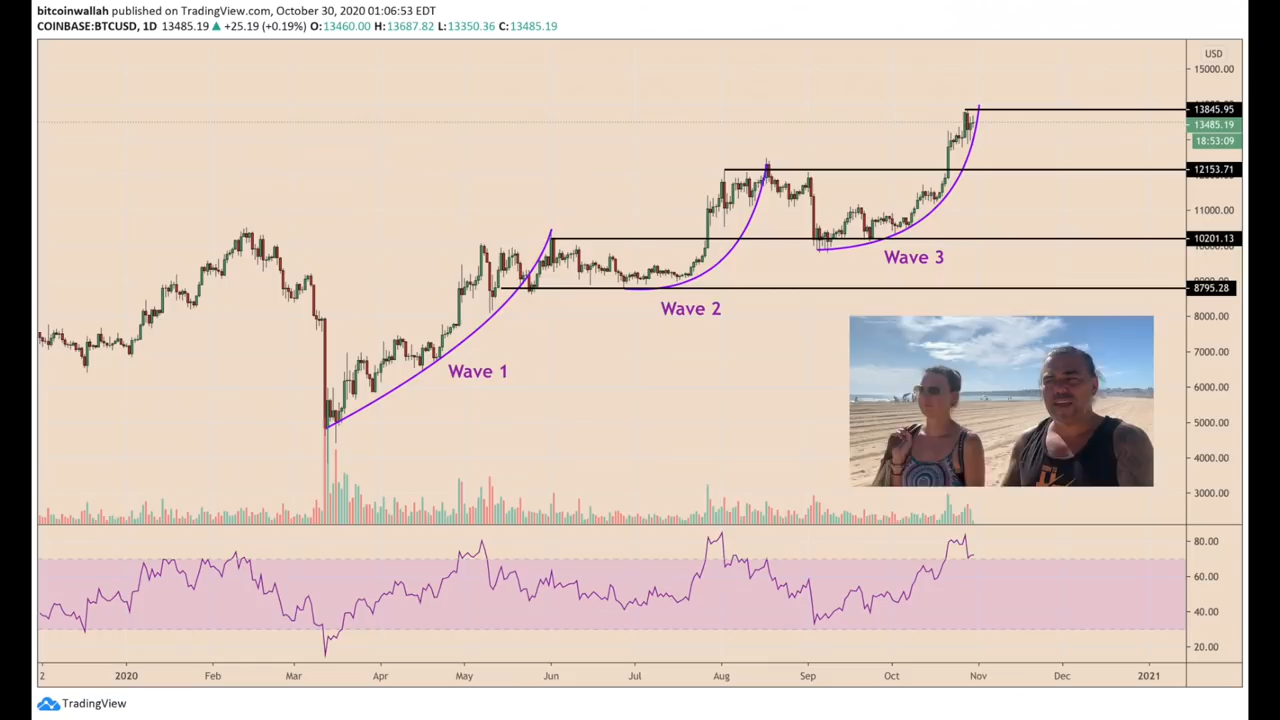 bitcoinwallah published on TradingView.com, October 30, 2020 01:06:53 EDT
COINBASE:BTCUSD, 1D 13485.19 ▲ +25.19 (+0.19%) O:13460.00 H:13687.82 L:13350.36 C:13485.19
USD
15000.00
13845.95
13485.19
18:53:09
12153.71
11000.00
10201.13
8795.28
8000.00
7000.00
6000.00
5000.00
4000.00
3000.00
Wave 3
Wave 2
Wave 1
80.00
60.00
40.00
20.00
2 2020 Feb Mar Apr May Jun Jul Aug Sep Oct Nov Dec 2021
TradingView